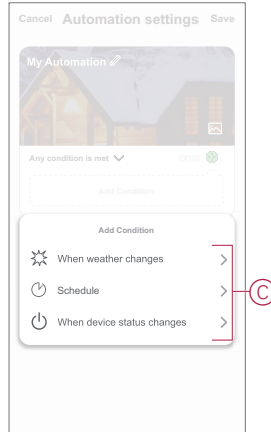 Cancel Automation settings Save
My Automation
Any condition is met
Add Condition
Add Condition
When weather changes
Schedule
When device status changes
C